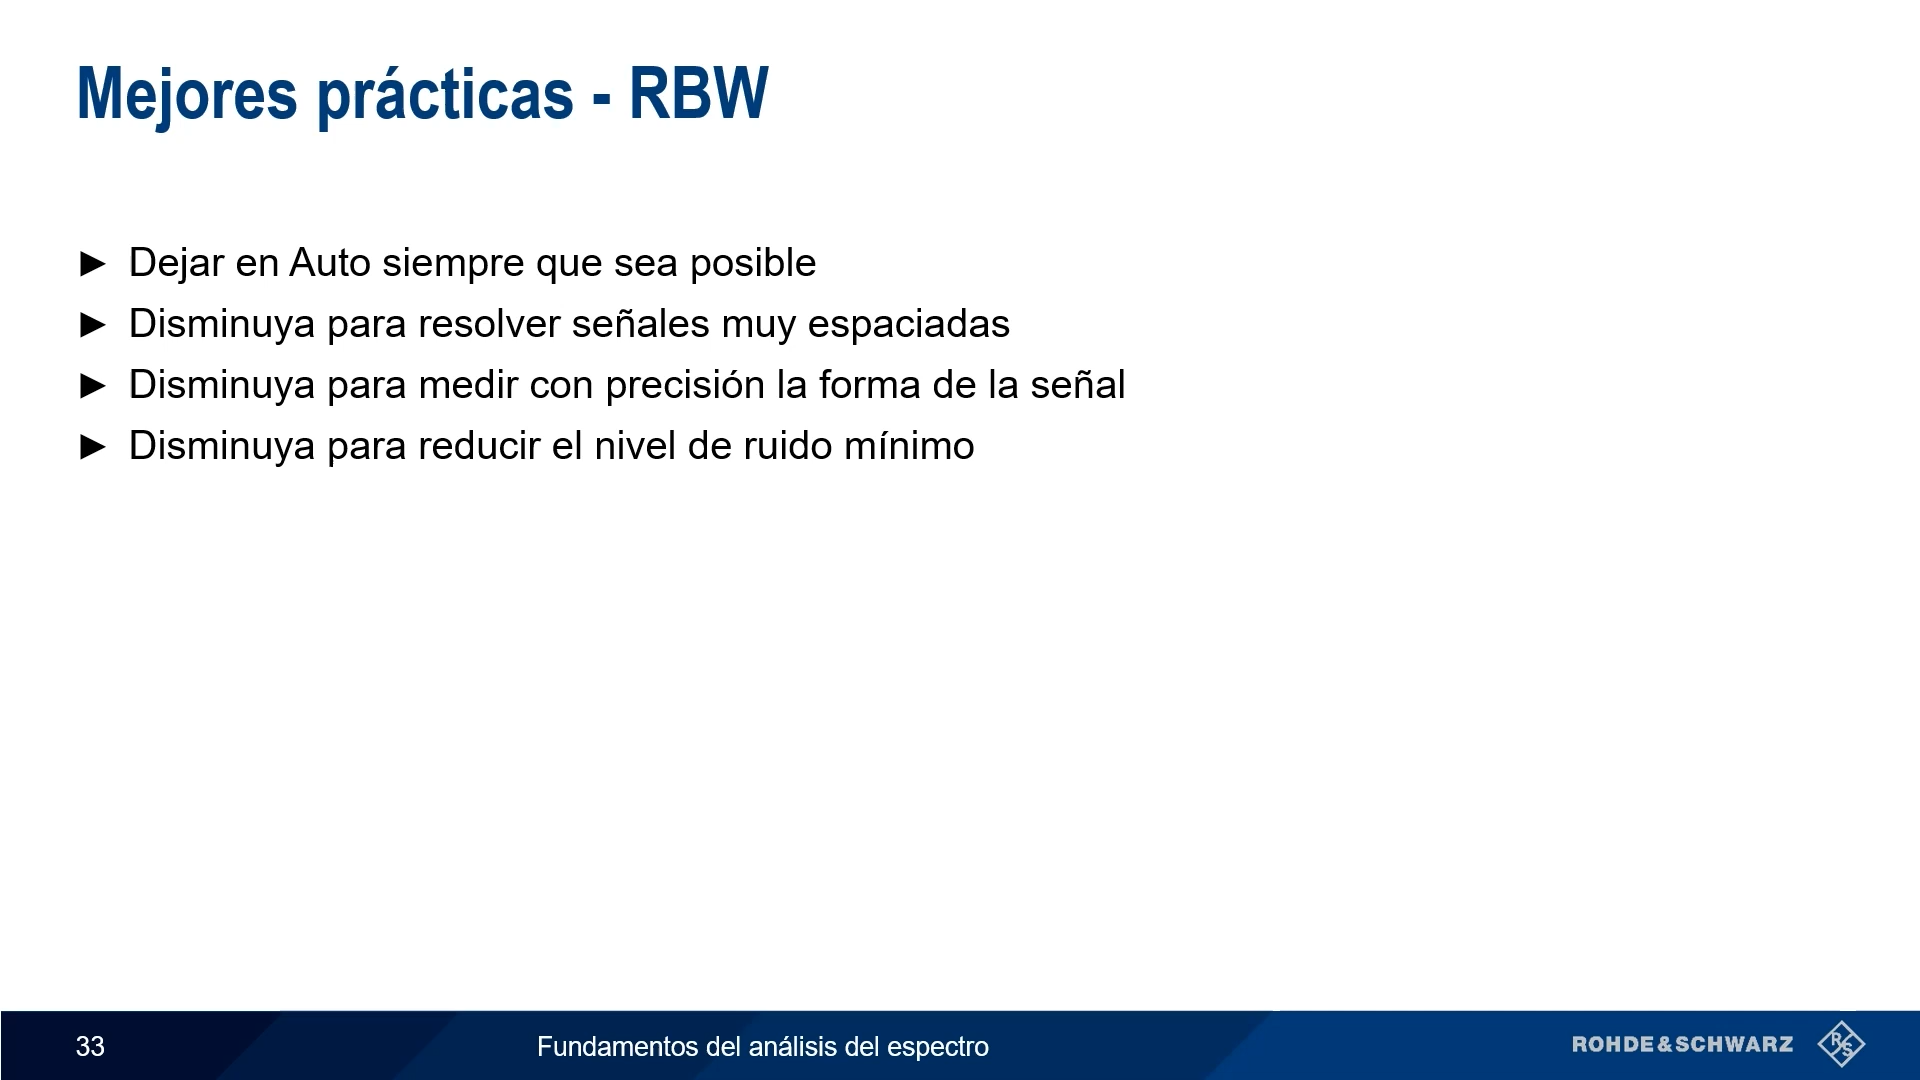 Mejores prácticas - RBW
► Dejar en Auto siempre que sea posible
► Disminuya para resolver señales muy espaciadas
► Disminuya para medir con precisión la forma de la señal
► Disminuya para reducir el nivel de ruido mínimo
33
Fundamentos del análisis del espectro
ROHDE&SCHWARZ
RS